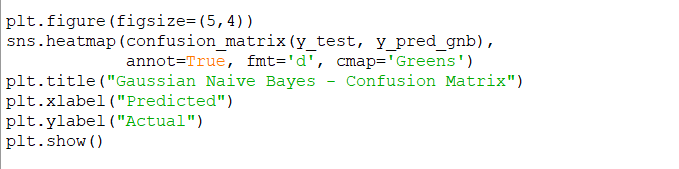 plt.figure(figsize=(5,4))
sns.heatmap(confusion_matrix(y_test, y_pred_gnb),
            annot=True, fmt='d', cmap='Greens')
plt.title("Gaussian Naive Bayes – Confusion Matrix")
plt.xlabel("Predicted")
plt.ylabel("Actual")
plt.show()